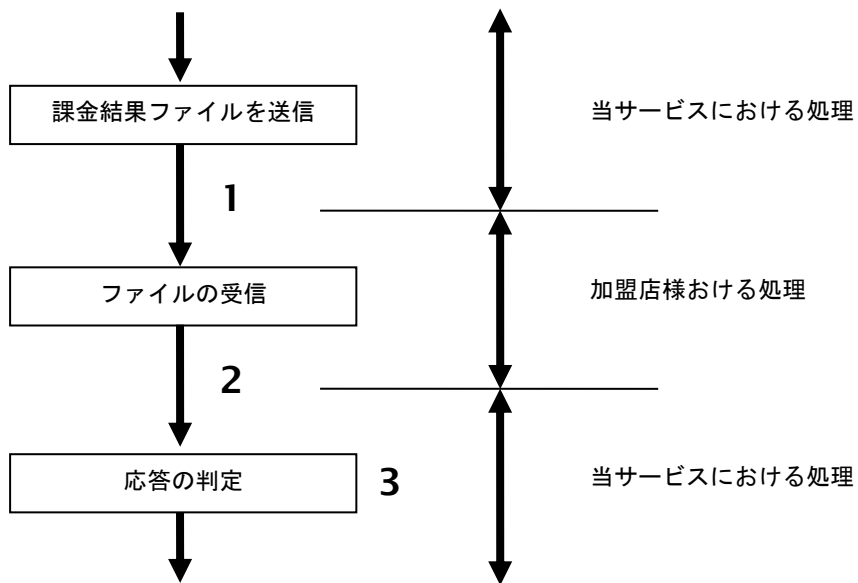 課金結果ファイルを送信
当サービスにおける処理
1
ファイルの受信
加盟店様おける処理
2
応答の判定
3
当サービスにおける処理